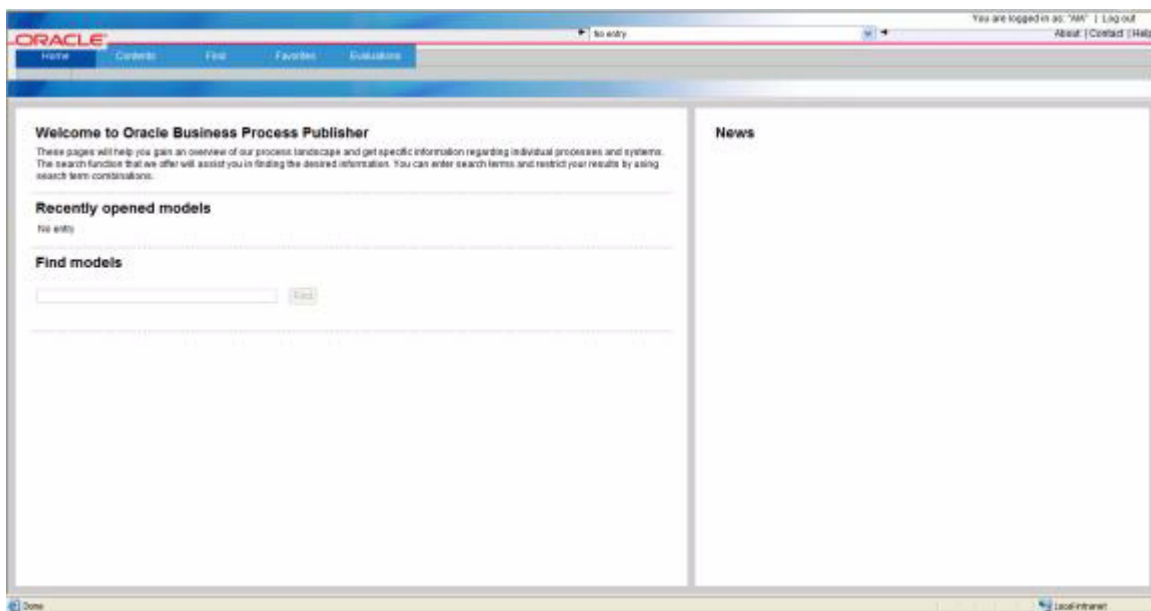 You are logged in as: "AIA" | Log out
ORACLE
No entry
About | Contact | Help
Home Contents Find Favorites Evaluations
Welcome to Oracle Business Process Publisher
These pages will help you gain an overview of our process landscape and get specific information regarding individual processes and systems.
The search function that we offer will assist you in finding the desired information. You can enter search terms and restrict your results by using
search term combinations.
Recently opened models
No entry
Find models
Find
News
Done
Local intranet